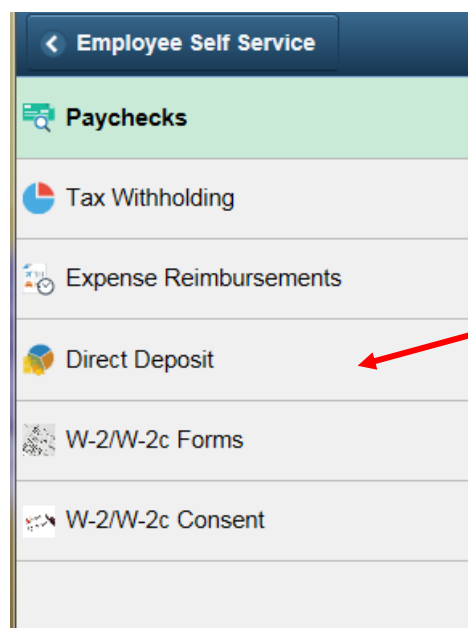 Employee Self Service
Paychecks
Tax Withholding
Expense Reimbursements
Direct Deposit
W-2/W-2c Forms
W-2/W-2c Consent